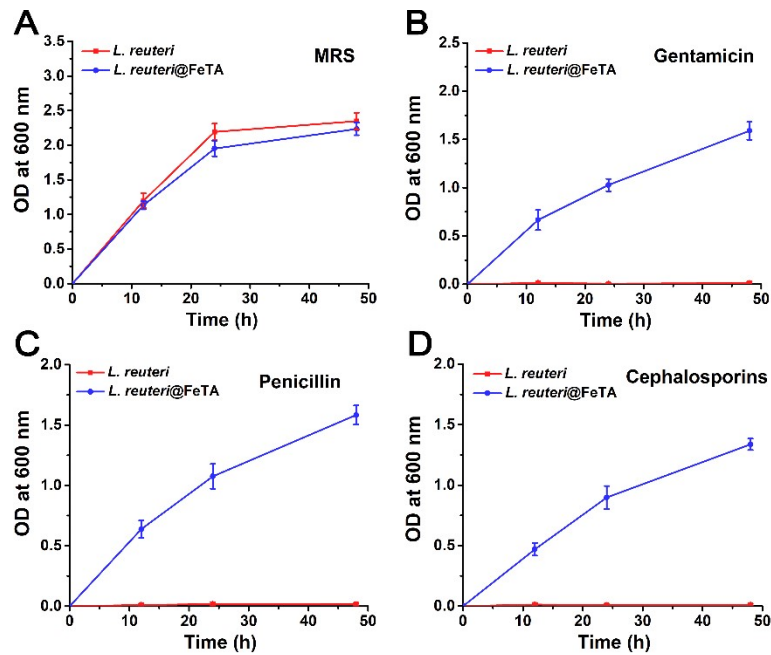 A
L. reuteri
L. reuteri@FeTA
MRS
3.5
3.0
2.5
2.0
1.5
1.0
0.5
0.0
OD at 600 nm
0 10 20 30 40 50
Time (h)
B
L. reuteri
L. reuteri@FeTA
Gentamicin
2.5
2.0
1.5
1.0
0.5
0.0
OD at 600 nm
0 10 20 30 40 50
Time (h)
C
L. reuteri
L. reuteri@FeTA
Penicillin
2.0
1.5
1.0
0.5
0.0
OD at 600 nm
0 10 20 30 40 50
Time (h)
D
L. reuteri
L. reuteri@FeTA
Cephalosporins
2.0
1.5
1.0
0.5
0.0
OD at 600 nm
0 10 20 30 40 50
Time (h)